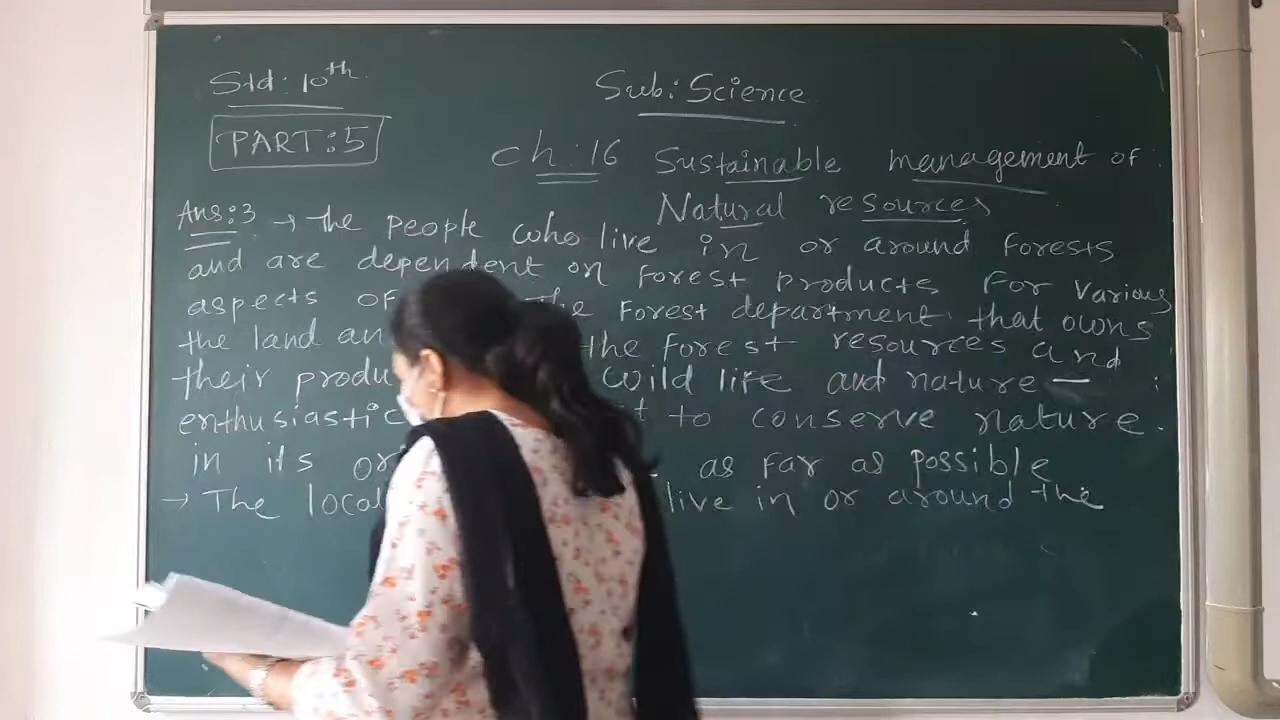 Std: 10th.
Sub: Science
PART:5
ch:16 Sustainable management of
Natural resources
Ans:3 → The people who live in or around Forests
and are dependent on Forest products For Various
aspects OF the Forest department that owns
the land an the Forest resources and
their produ wild life and nature —
enthusiastic t to conserve nature.
in its ori as Far as possible
→ The local live in or around the